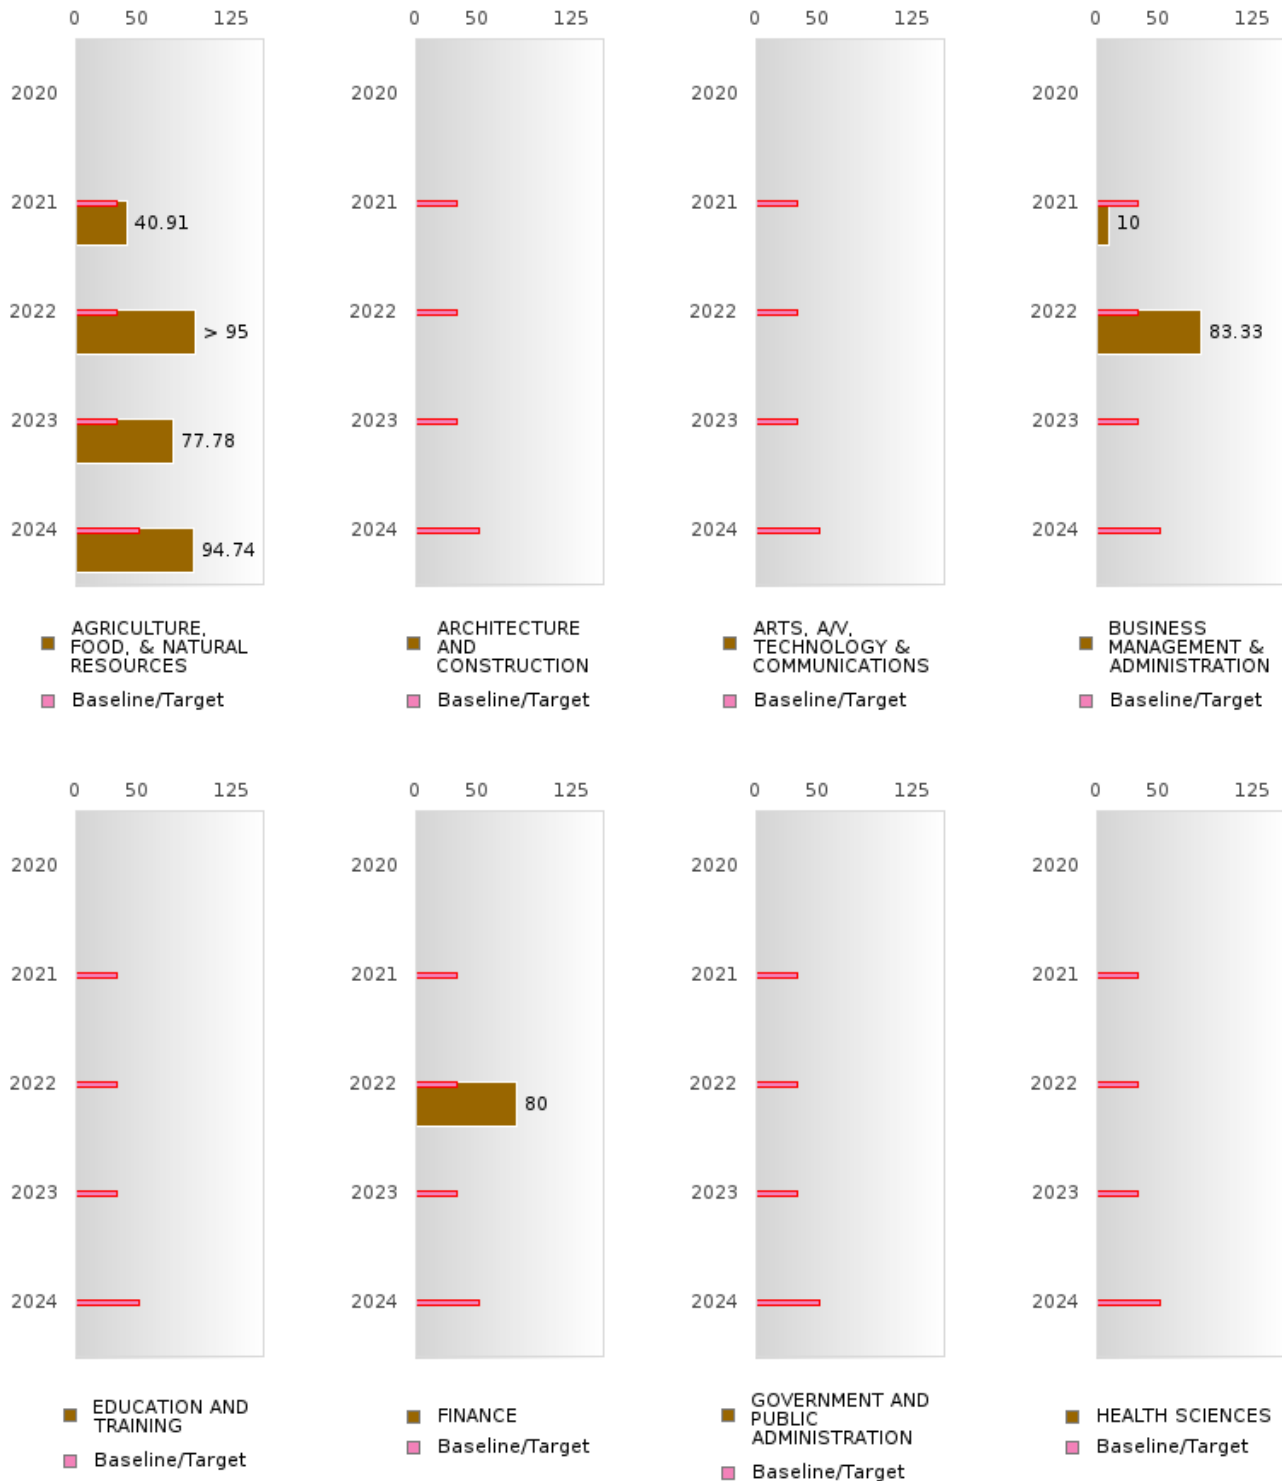 0 50 125
0 50 125
0 50 125
0 50 125
2020
2021
40.91
2022
> 95
2023
77.78
2024
94.74
2020
2021
2022
2023
2024
2020
2021
2022
2023
2024
2020
2021
10
2022
83.33
2023
2024
AGRICULTURE,
FOOD, & NATURAL
RESOURCES
Baseline/Target
ARCHITECTURE
AND
CONSTRUCTION
Baseline/Target
ARTS, A/V,
TECHNOLOGY &
COMMUNICATIONS
Baseline/Target
BUSINESS
MANAGEMENT &
ADMINISTRATION
Baseline/Target
0 50 125
0 50 125
0 50 125
0 50 125
2020
2021
2022
2023
2024
2020
2021
2022
80
2023
2024
2020
2021
2022
2023
2024
2020
2021
2022
2023
2024
EDUCATION AND
TRAINING
Baseline/Target
FINANCE
Baseline/Target
GOVERNMENT AND
PUBLIC
ADMINISTRATION
Baseline/Target
HEALTH SCIENCES
Baseline/Target